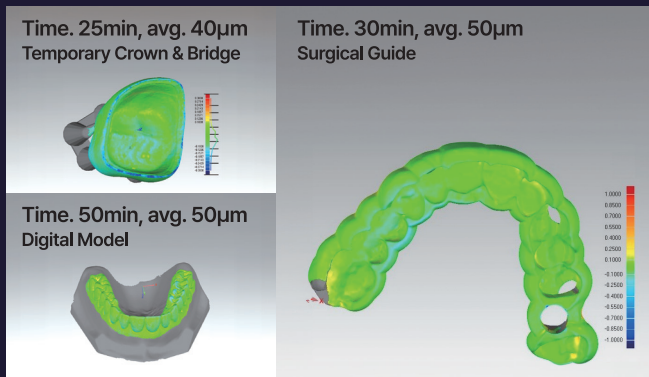 Time. 25min, avg. 40μm
Temporary Crown & Bridge
Time. 50min, avg. 50μm
Digital Model
Time. 30min, avg. 50μm
Surgical Guide
1.0000
0.8500
0.7000
0.5500
0.4000
0.2500
0.1000
-0.1000
-0.2500
-0.4000
-0.5500
-0.7000
-0.8500
-1.0000